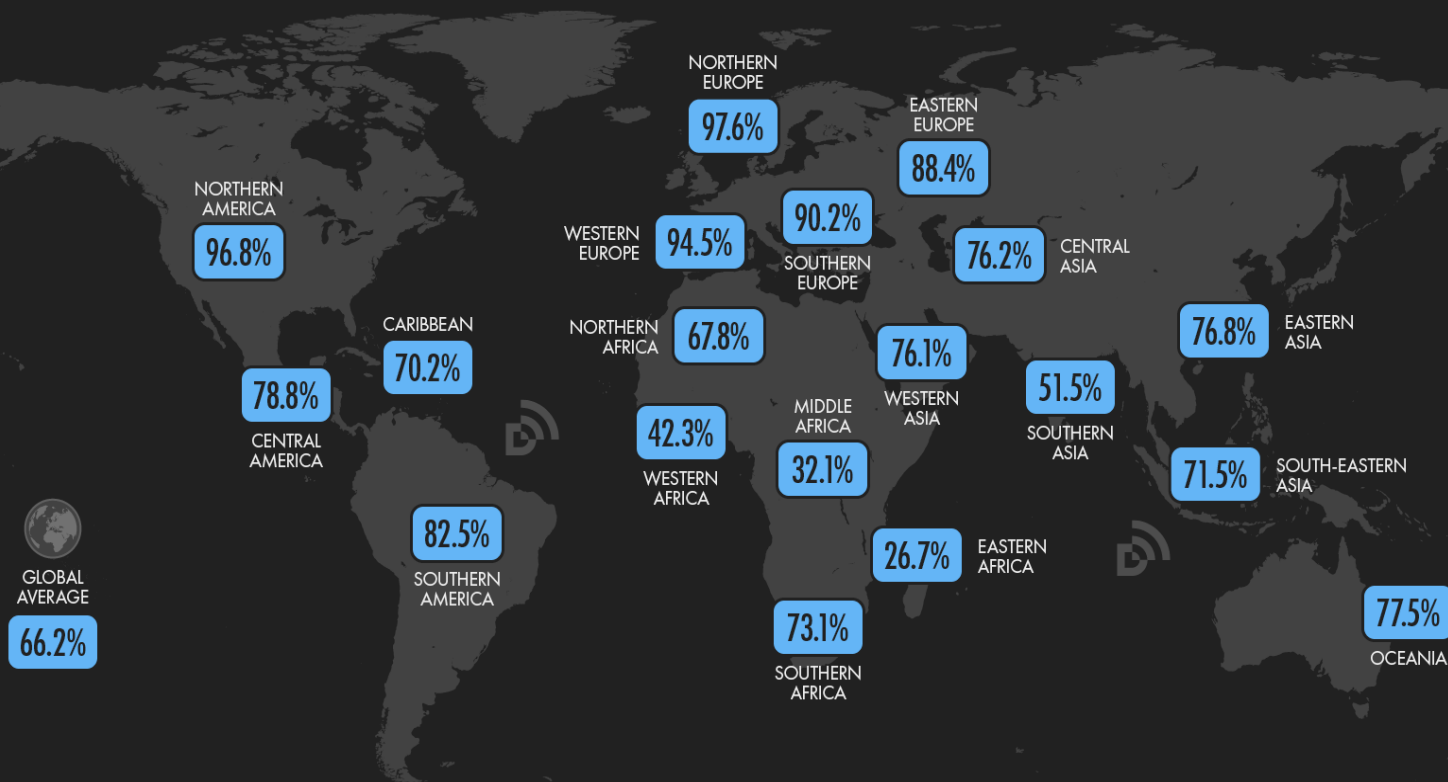 NORTHERN
EUROPE
97.6%
EASTERN
EUROPE
88.4%
NORTHERN
AMERICA
96.8%
WESTERN
EUROPE
94.5%
90.2%
SOUTHERN
EUROPE
76.2%
CENTRAL
ASIA
CARIBBEAN
70.2%
NORTHERN
AFRICA
67.8%
76.1%
WESTERN
ASIA
76.8%
EASTERN
ASIA
78.8%
CENTRAL
AMERICA
51.5%
SOUTHERN
ASIA
42.3%
WESTERN
AFRICA
MIDDLE
AFRICA
32.1%
71.5%
SOUTH-EASTERN
ASIA
82.5%
SOUTHERN
AMERICA
26.7%
EASTERN
AFRICA
GLOBAL
AVERAGE
66.2%
73.1%
SOUTHERN
AFRICA
77.5%
OCEANIA